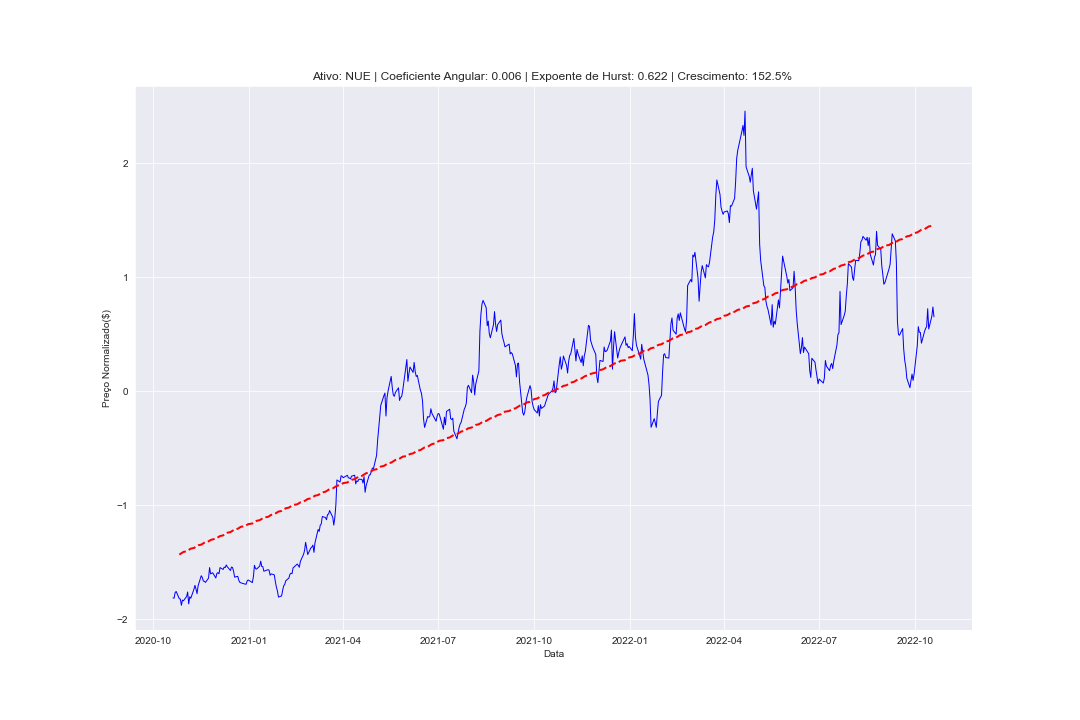 Ativo: NUE | Coeficiente Angular: 0.006 | Expoente de Hurst: 0.622 | Crescimento: 152.5%
Preço Normalizado($)
2
1
0
−1
−2
2020-10 2021-01 2021-04 2021-07 2021-10 2022-01 2022-04 2022-07 2022-10
Data